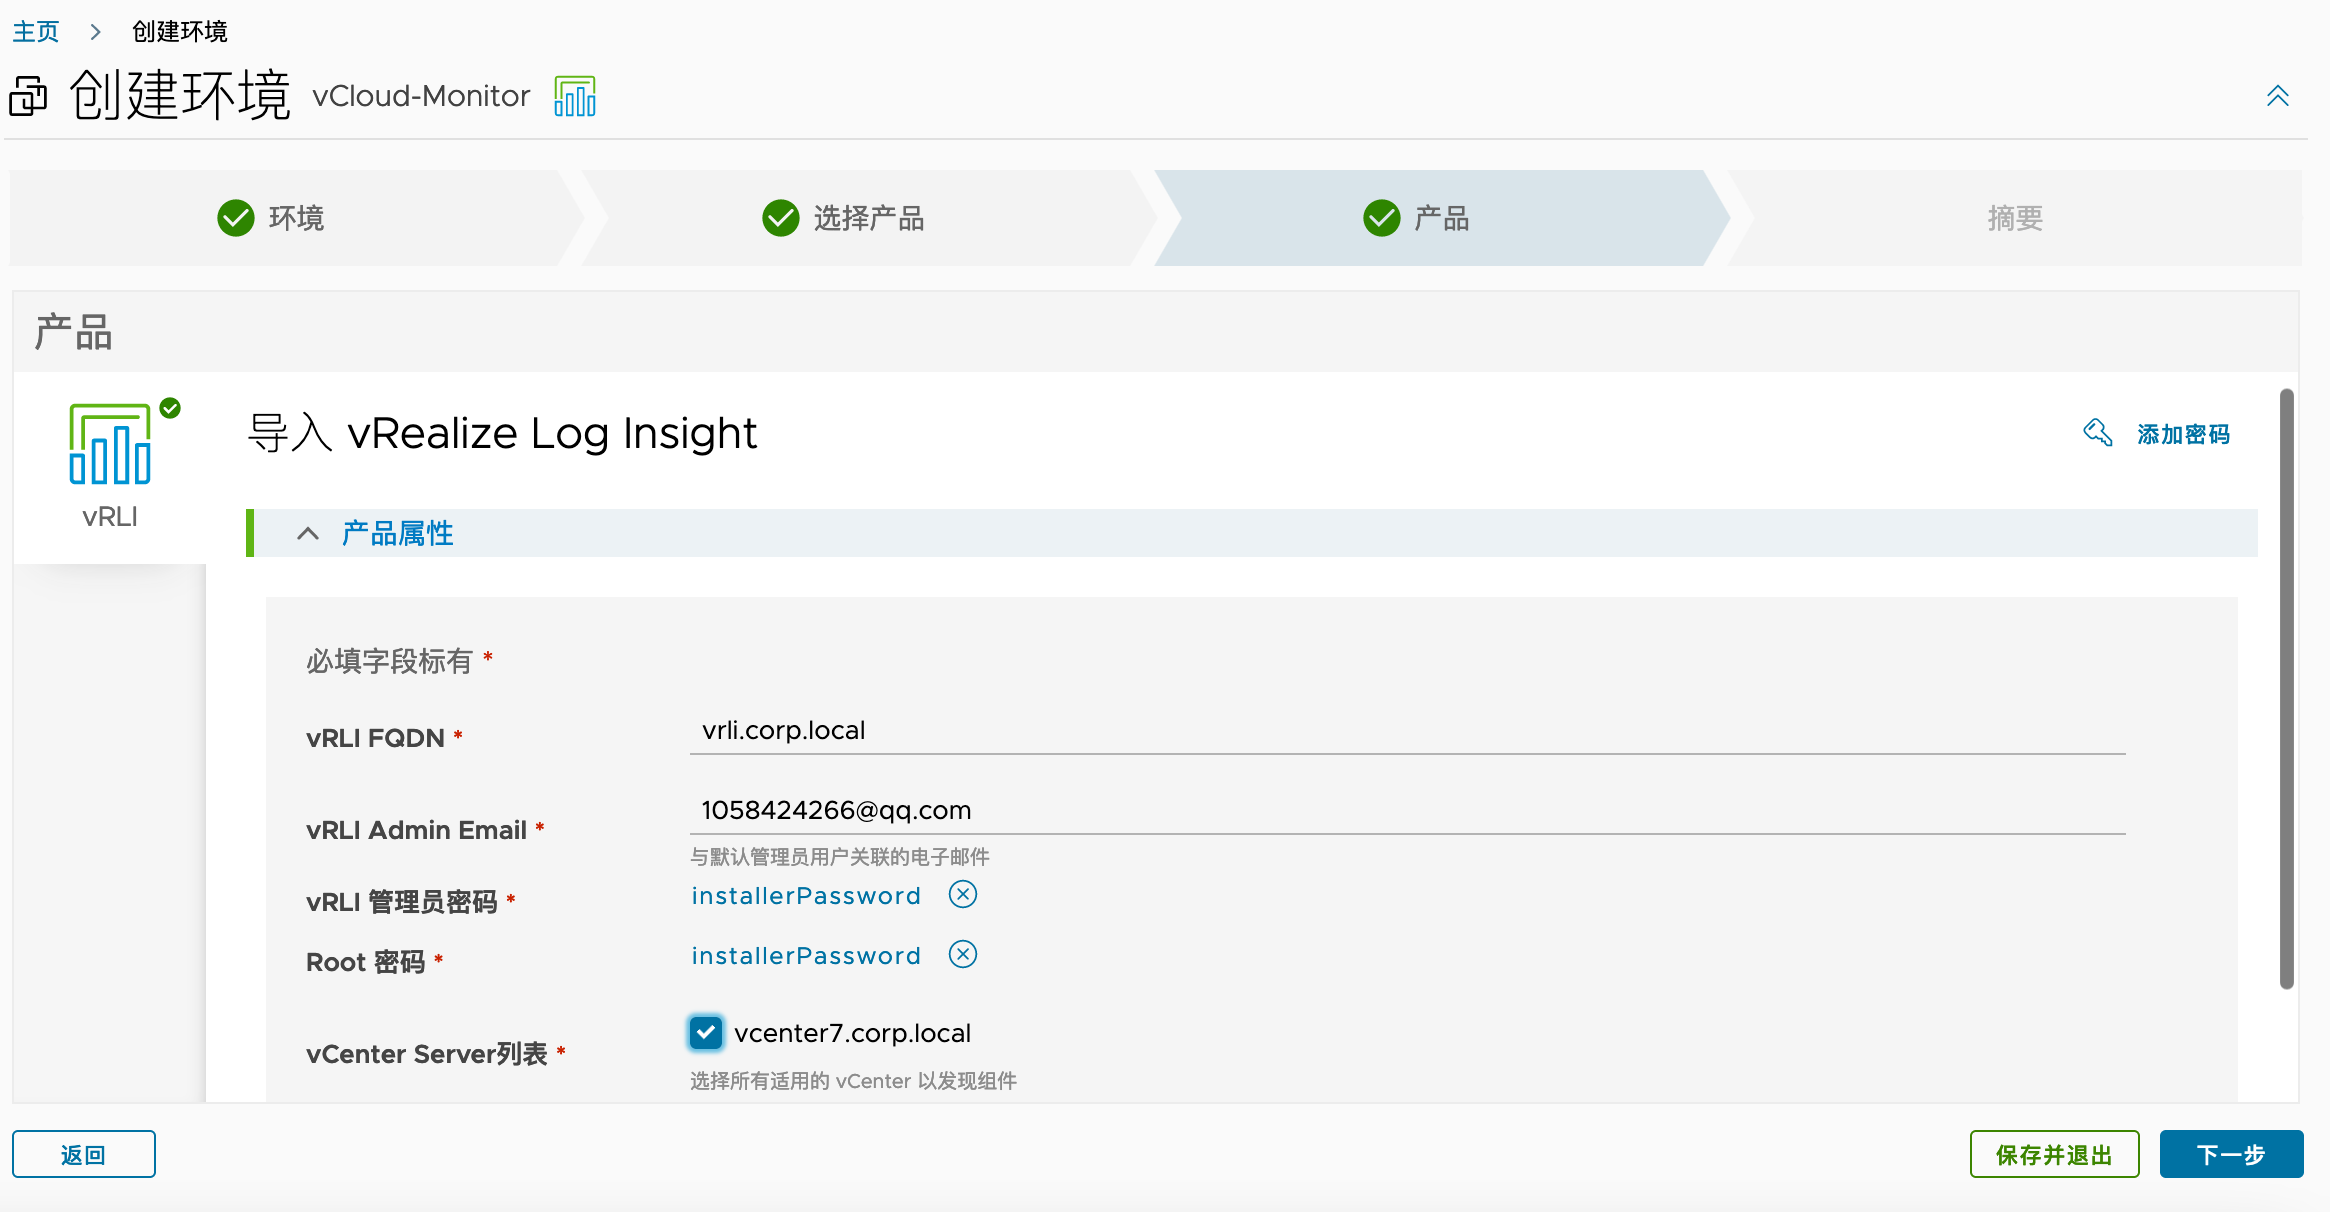 主页 > 创建环境
创建环境 vCloud-Monitor
环境
选择产品
产品
摘要
产品
vRLI
导入 vRealize Log Insight
添加密码
产品属性
必填字段标有 *
vRLI FQDN *
vrli.corp.local
vRLI Admin Email *
1058424266@qq.com
与默认管理员用户关联的电子邮件
vRLI 管理员密码 *
installerPassword
Root 密码 *
installerPassword
vCenter Server列表 *
vcenter7.corp.local
选择所有适用的 vCenter 以发现组件
返回
保存并退出
下一步